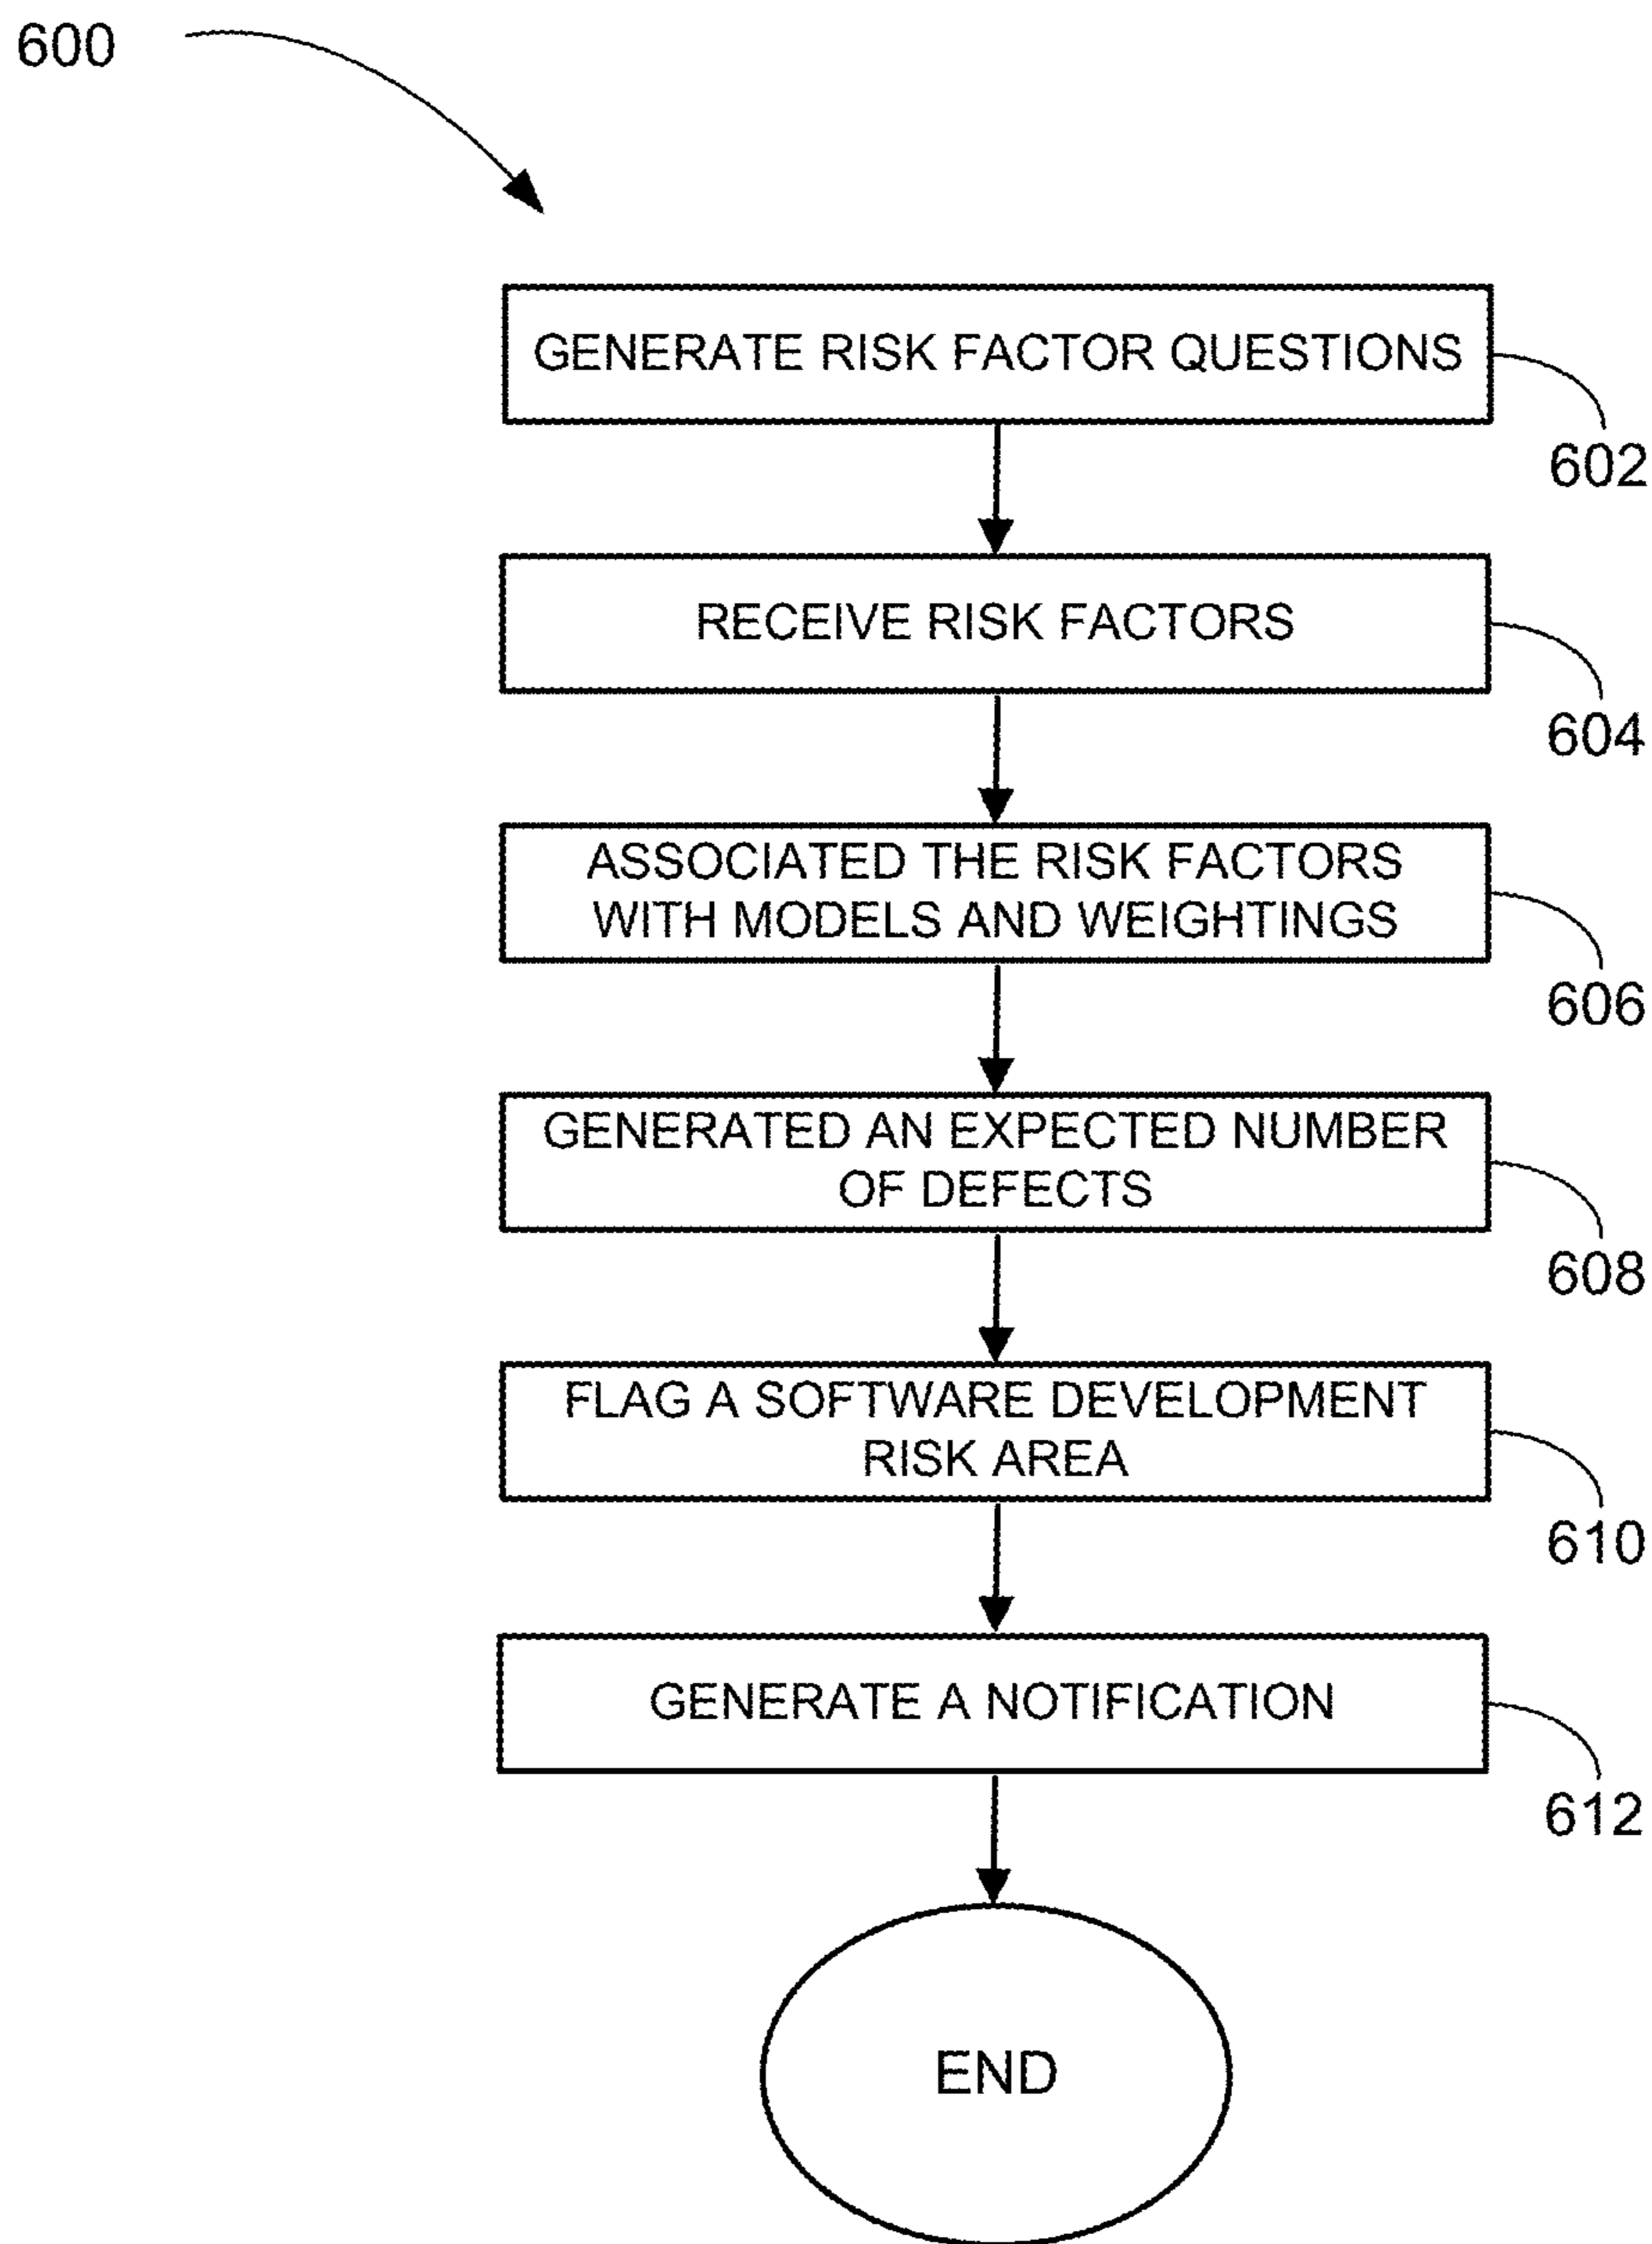 600
GENERATE RISK FACTOR QUESTIONS
602
RECEIVE RISK FACTORS
604
ASSOCIATED THE RISK FACTORS
WITH MODELS AND WEIGHTINGS
606
GENERATED AN EXPECTED NUMBER
OF DEFECTS
608
FLAG A SOFTWARE DEVELOPMENT
RISK AREA
610
GENERATE A NOTIFICATION
612
END